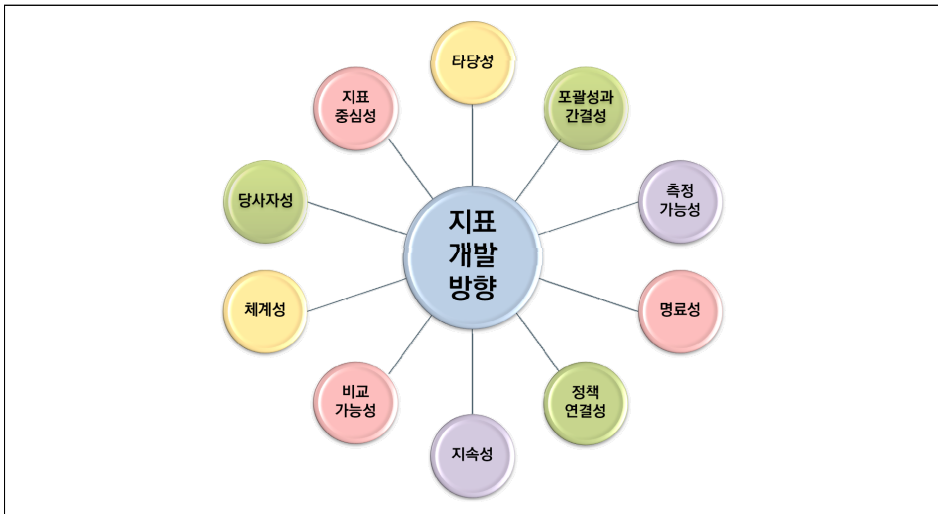 타당성
포괄성과
간결성
측정
가능성
명료성
정책
연결성
지속성
비교
가능성
체계성
당사자성
지표
중심성
지표
개발
방향